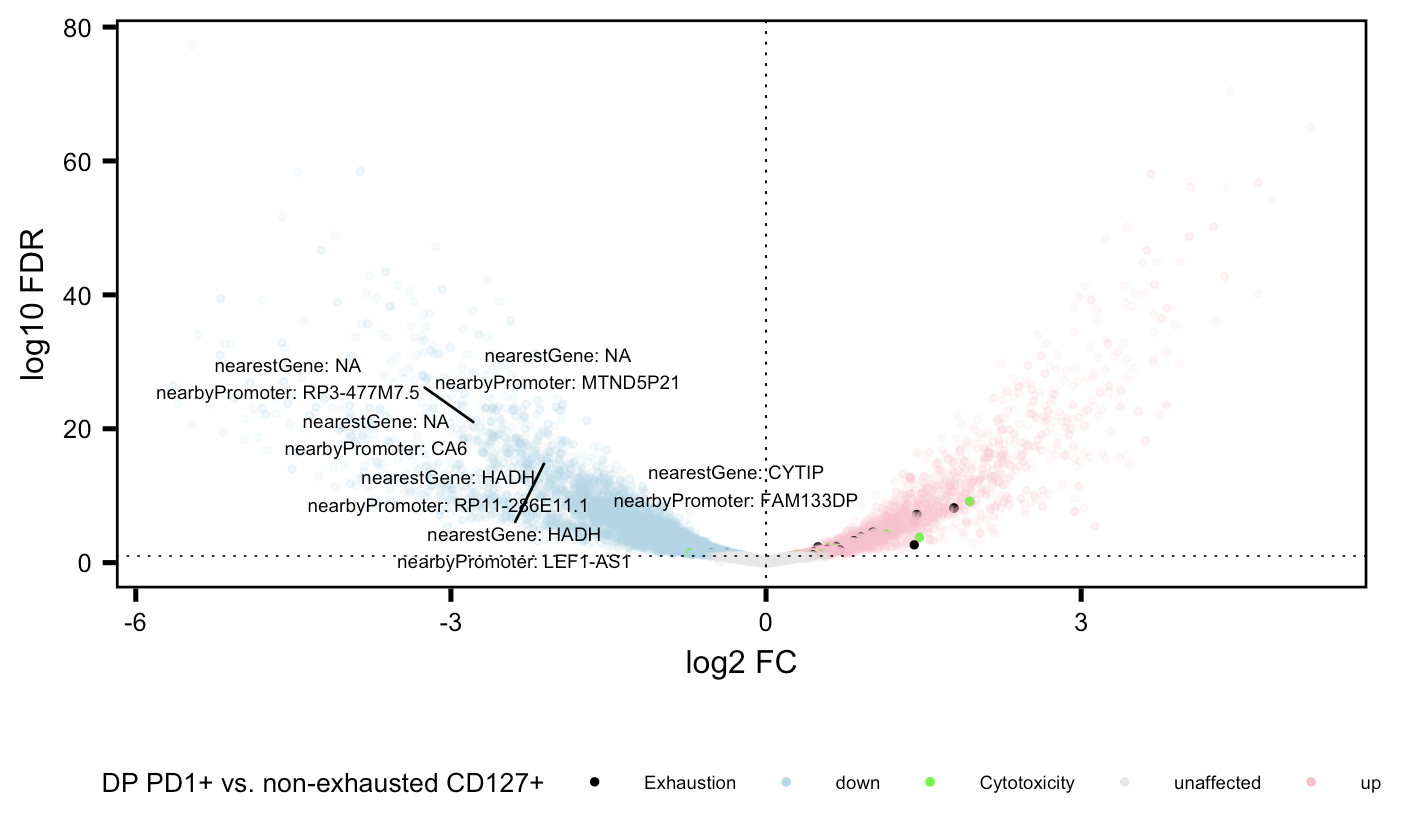 80
60
40
20
0
log10 FDR
nearestGene: NA
nearbyPromoter: MTND5P21
nearestGene: NA
nearbyPromoter: RP3-477M7.5
nearestGene: NA
nearbyPromoter: CA6
nearestGene: HADH
nearbyPromoter: RP11-286E11.1
nearestGene: CYTIP
nearbyPromoter: FAM133DP
nearestGene: HADH
nearbyPromoter: LEF1-AS1
-6 -3 0 3
log2 FC
DP PD1+ vs. non-exhausted CD127+ Exhaustion down Cytotoxicity unaffected up